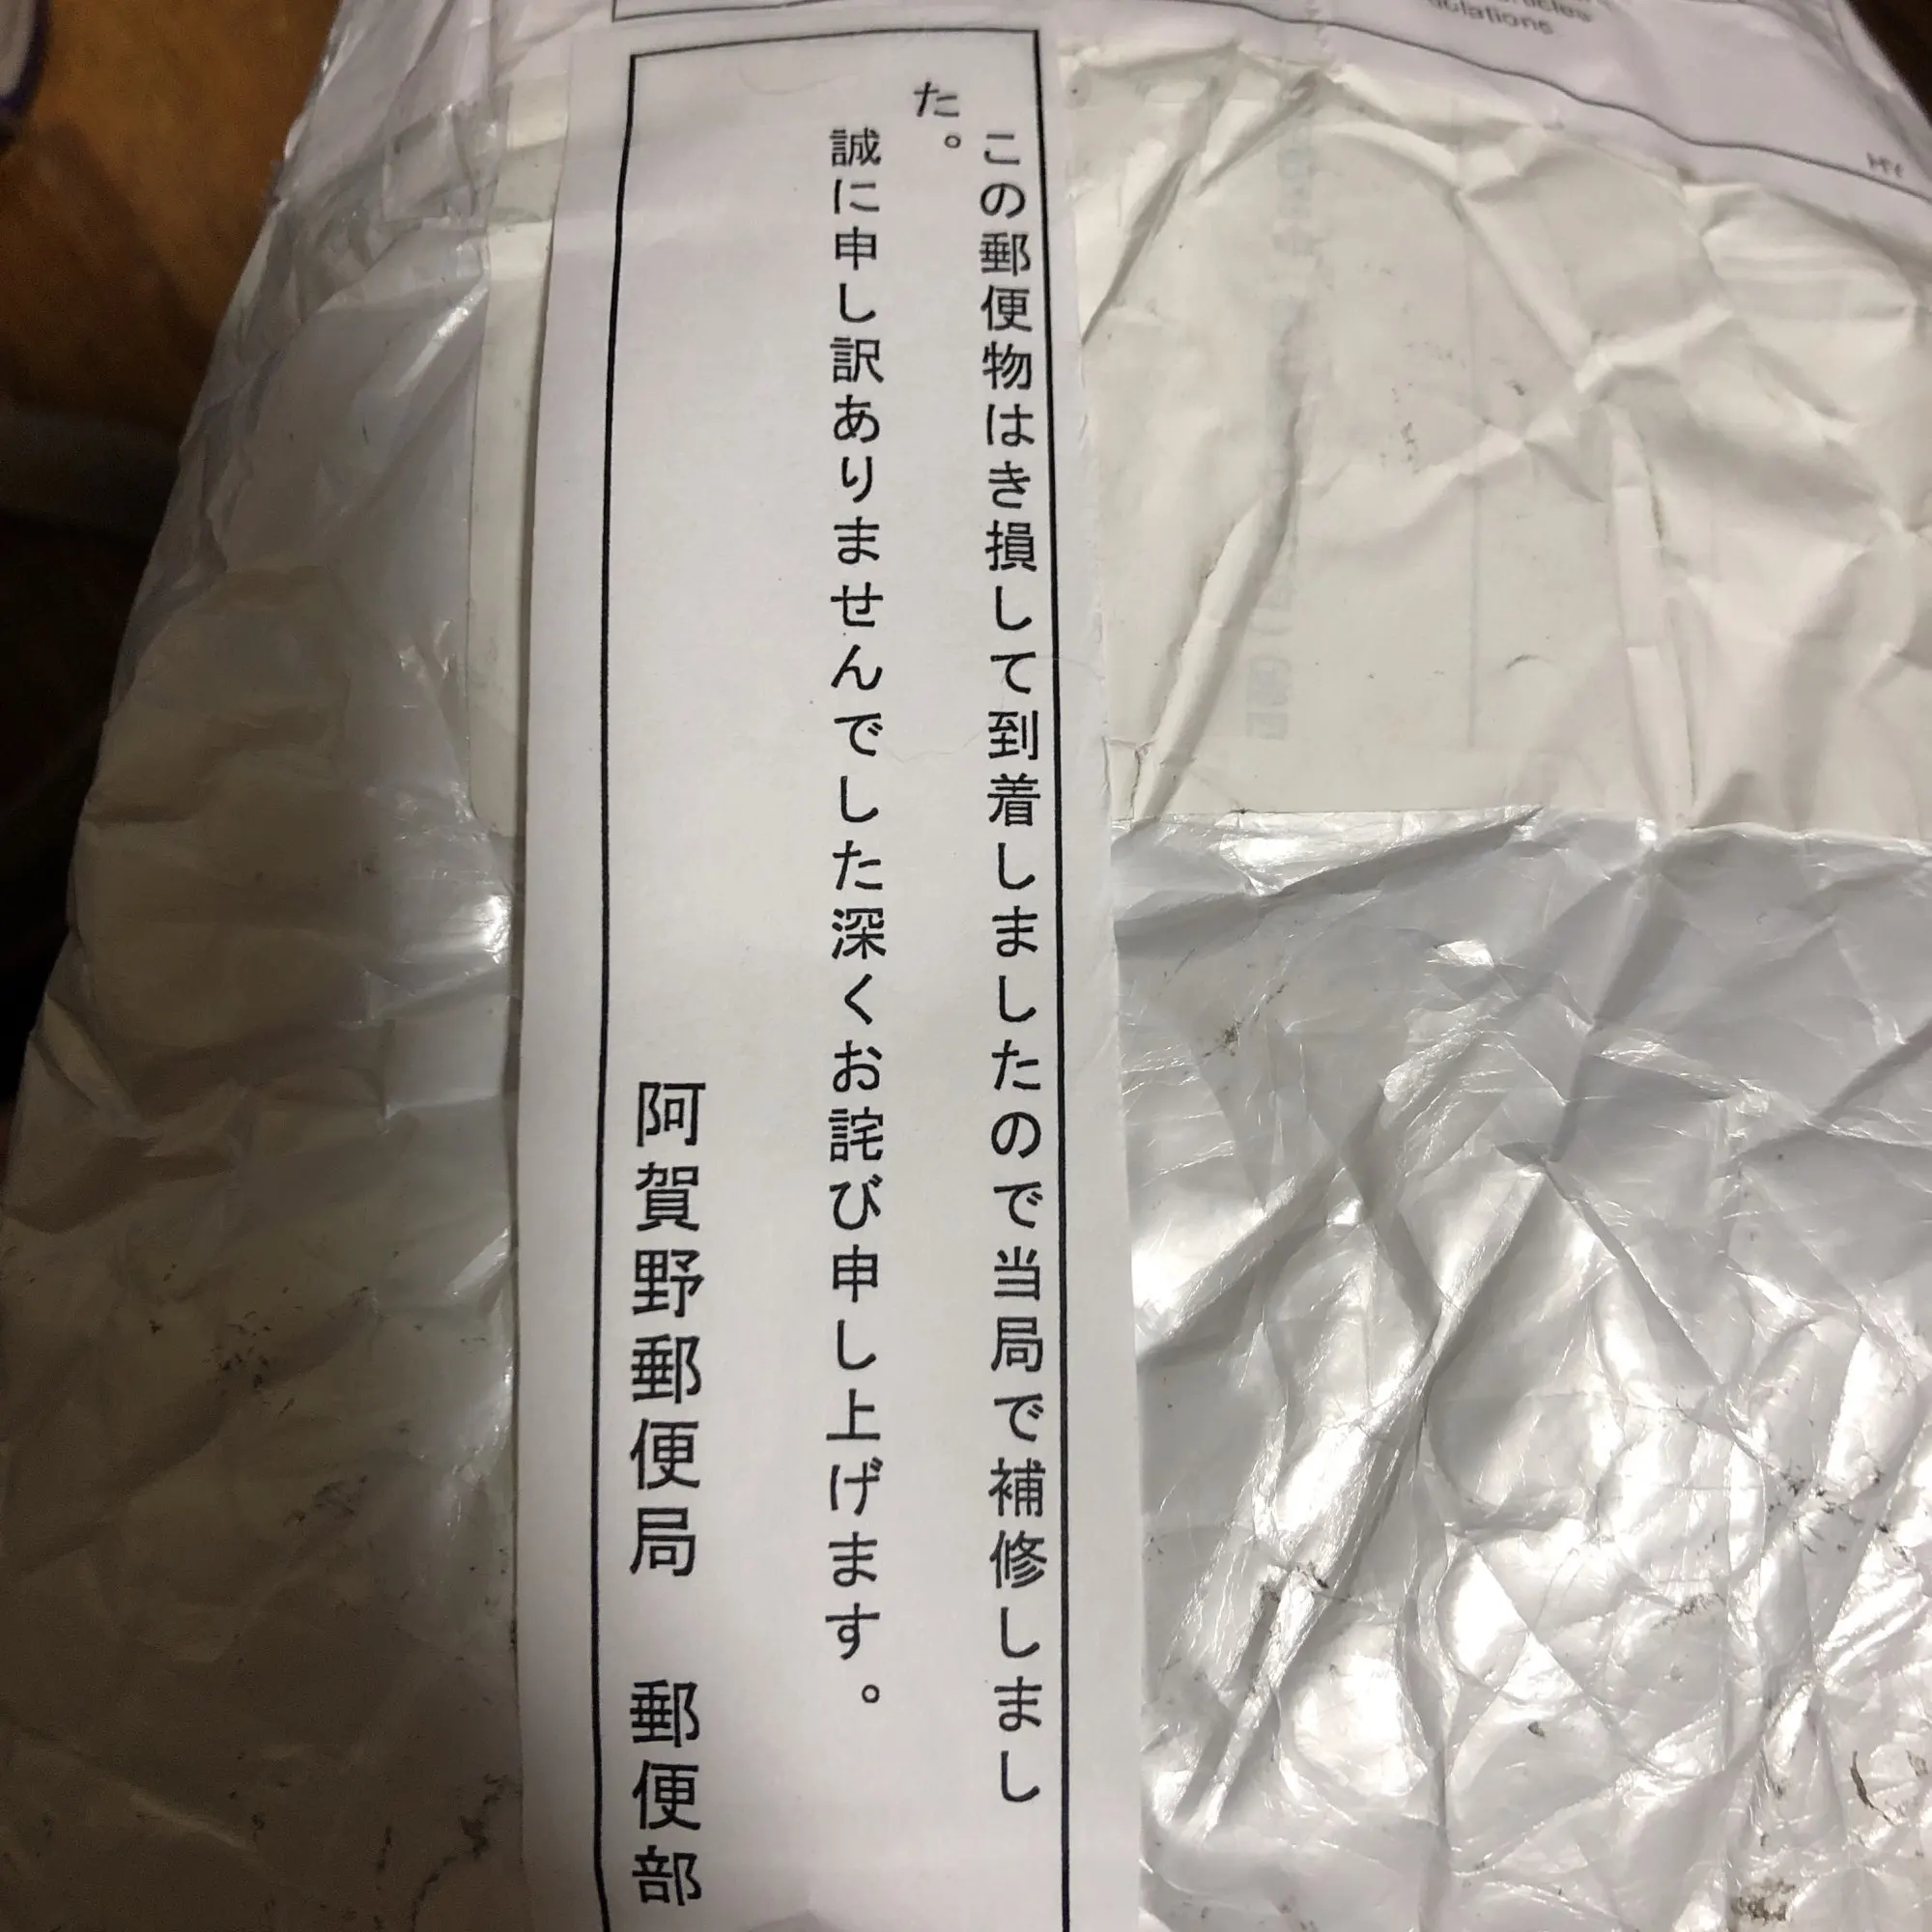 ulations
この郵便物はき損して到着しましたので当局で補修しまし
た。
誠に申し訳ありませんでした深くお詫び申し上げます。
阿賀野郵便局 郵便部